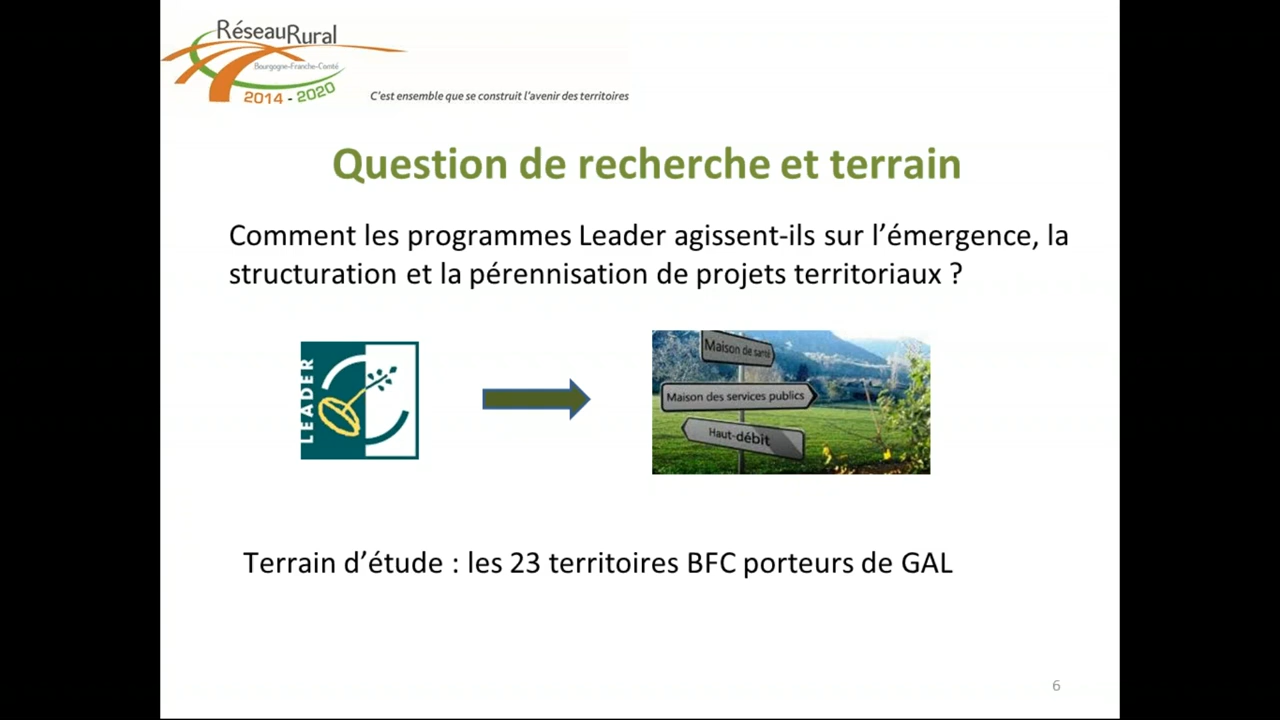 RéseauRural
Bourgogne-Franche-Comté
2014 - 2020
C'est ensemble que se construit l'avenir des territoires
Question de recherche et terrain
Comment les programmes Leader agissent-ils sur l’émergence, la
structuration et la pérennisation de projets territoriaux ?
LEADER
Maison de santé
Maison des services publics
Haut-débit
Terrain d’étude : les 23 territoires BFC porteurs de GAL
6